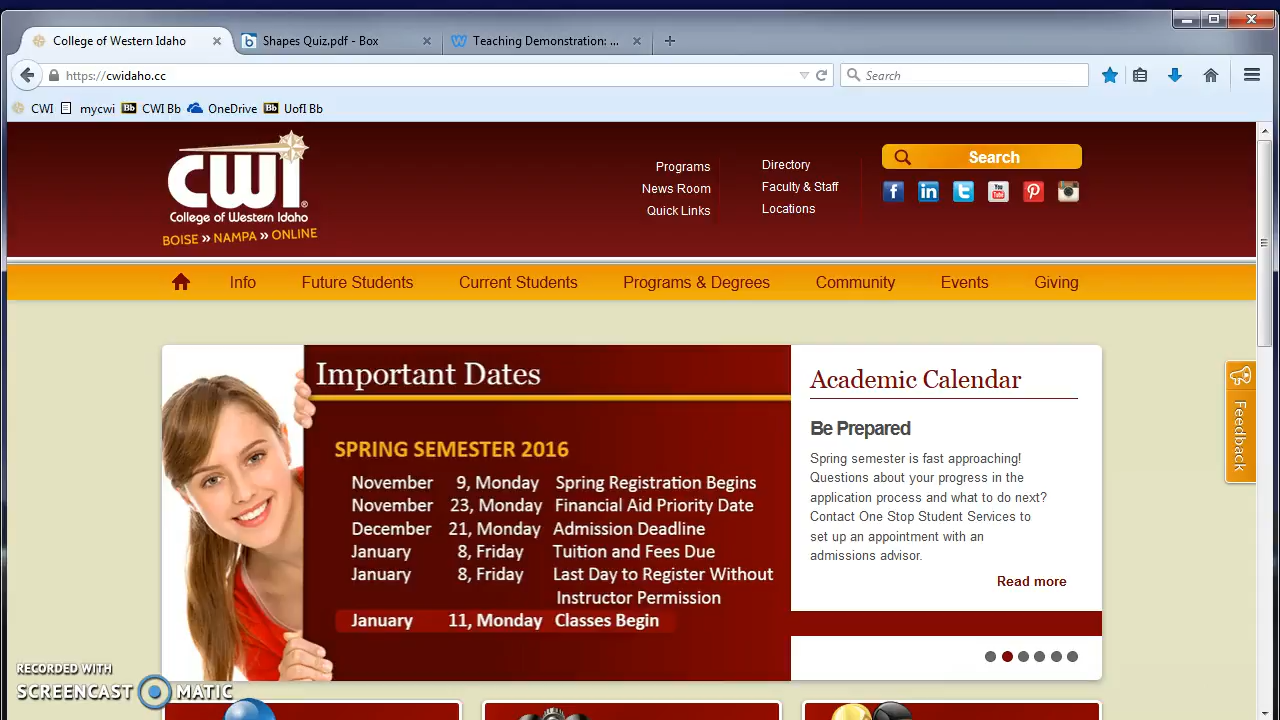 College of Western Idaho
Shapes Quiz.pdf - Box
Teaching Demonstration: ...
https://cwidaho.cc
Search
CWI
mycwi
Bb CWI Bb
OneDrive
Bb UofI Bb
CWI
College of Western Idaho
BOISE » NAMPA » ONLINE
Programs
News Room
Quick Links
Directory
Faculty & Staff
Locations
Search
Info
Future Students
Current Students
Programs & Degrees
Community
Events
Giving
Important Dates
SPRING SEMESTER 2016
November 9, Monday Spring Registration Begins
November 23, Monday Financial Aid Priority Date
December 21, Monday Admission Deadline
January 8, Friday Tuition and Fees Due
January 8, Friday Last Day to Register Without
Instructor Permission
January 11, Monday Classes Begin
Academic Calendar
Be Prepared
Spring semester is fast approaching!
Questions about your progress in the
application process and what to do next?
Contact One Stop Student Services to
set up an appointment with an
admissions advisor.
Read more
Feedback
RECORDED WITH
SCREENCAST MATIC